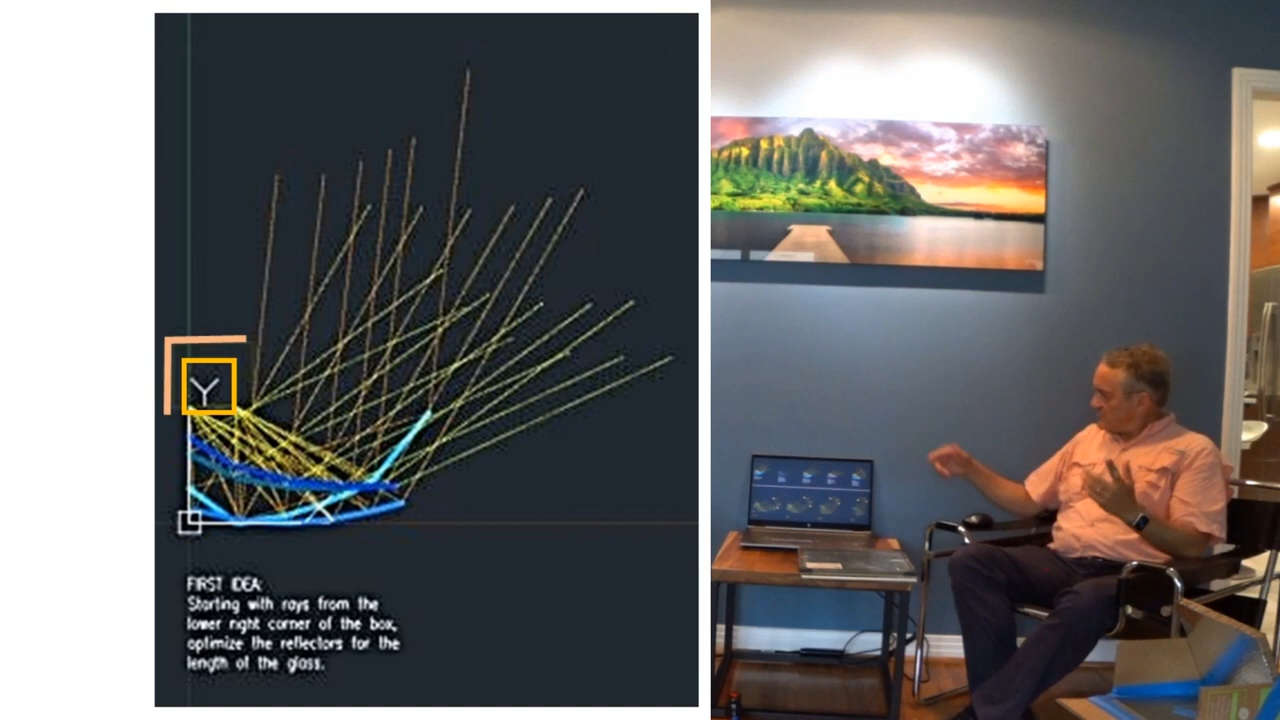 Y
X
FIRST IDEA:
Starting with rays from the
lower right corner of the box,
optimize the reflectors for the
length of the glass.